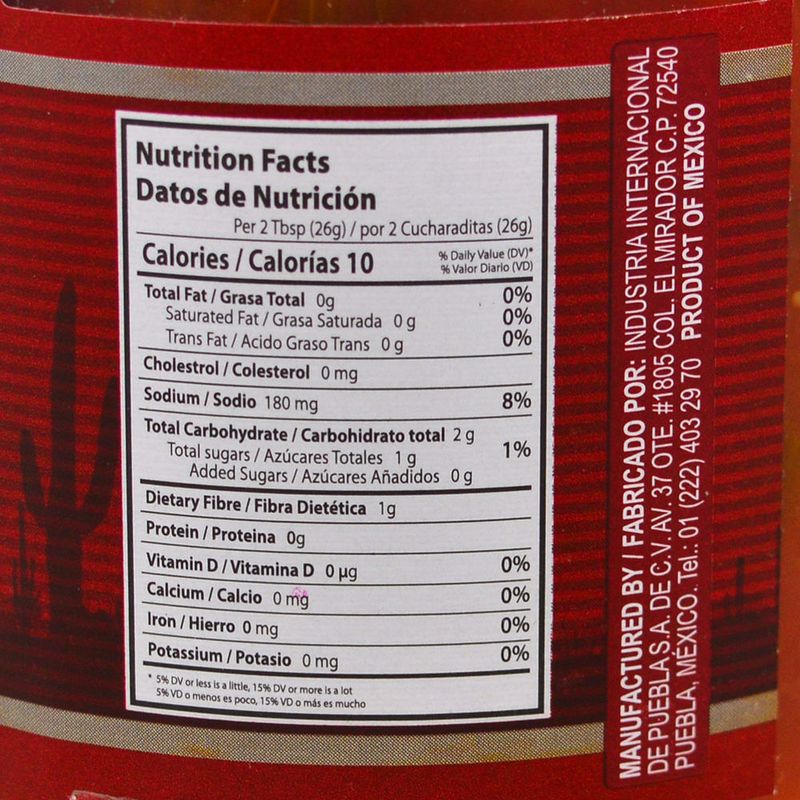 Nutrition Facts
Datos de Nutrición
Per 2 Tbsp (26g) / por 2 Cucharaditas (26g)
Calories / Calorías 10
% Daily Value (DV)*
% Valor Diario (VD)
Total Fat / Grasa Total 0g 0%
Saturated Fat / Grasa Saturada 0 g 0%
Trans Fat / Acido Graso Trans 0 g 0%
Cholestrol / Colesterol 0 mg
Sodium / Sodio 180 mg 8%
Total Carbohydrate / Carbohidrato total 2 g
Total sugars / Azúcares Totales 1 g 1%
Added Sugars / Azúcares Añadidos 0 g
Dietary Fibre / Fibra Dietética 1g
Protein / Proteina 0g
Vitamin D / Vitamina D 0 µg 0%
Calcium / Calcio 0 mg 0%
Iron / Hierro 0 mg 0%
Potassium / Potasio 0 mg 0%
* 5% DV or less is a little, 15% DV or more is a lot
5% VD o menos es poco, 15% VD o más es mucho
MANUFACTURED BY / FABRICADO POR: INDUSTRIA INTERNACIONAL
DE PUEBLA S.A. DE C.V. AV. 37 OTE. #1805 COL. EL MIRADOR C.P. 72540
PUEBLA, MÉXICO. Tel.: 01 (222) 403 29 70 PRODUCT OF MEXICO